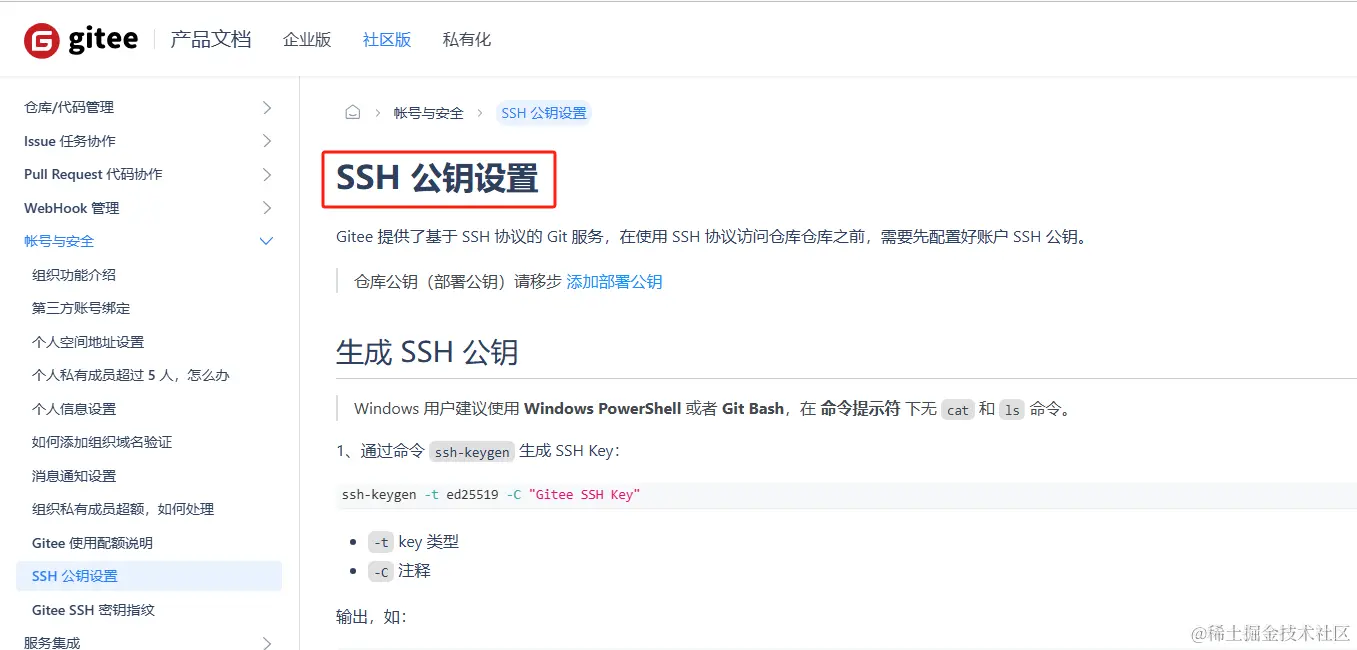 gitee 产品文档 企业版 社区版 私有化
仓库/代码管理
Issue 任务协作
Pull Request 代码协作
WebHook 管理
帐号与安全
组织功能介绍
第三方账号绑定
个人空间地址设置
个人私有成员超过 5 人，怎么办
个人信息设置
如何添加组织域名验证
消息通知设置
组织私有成员超额，如何处理
Gitee 使用配额说明
SSH 公钥设置
Gitee SSH 密钥指纹
服务集成
帐号与安全 SSH 公钥设置
SSH 公钥设置
Gitee 提供了基于 SSH 协议的 Git 服务，在使用 SSH 协议访问仓库仓库之前，需要先配置好账户 SSH 公钥。
仓库公钥（部署公钥）请移步 添加部署公钥
生成 SSH 公钥
Windows 用户建议使用 Windows PowerShell 或者 Git Bash，在 命令提示符 下无 cat 和 ls 命令。
1、通过命令 ssh-keygen 生成 SSH Key：
ssh-keygen -t ed25519 -C "Gitee SSH Key"
-t key 类型
-C 注释
输出，如：
@稀土掘金技术社区